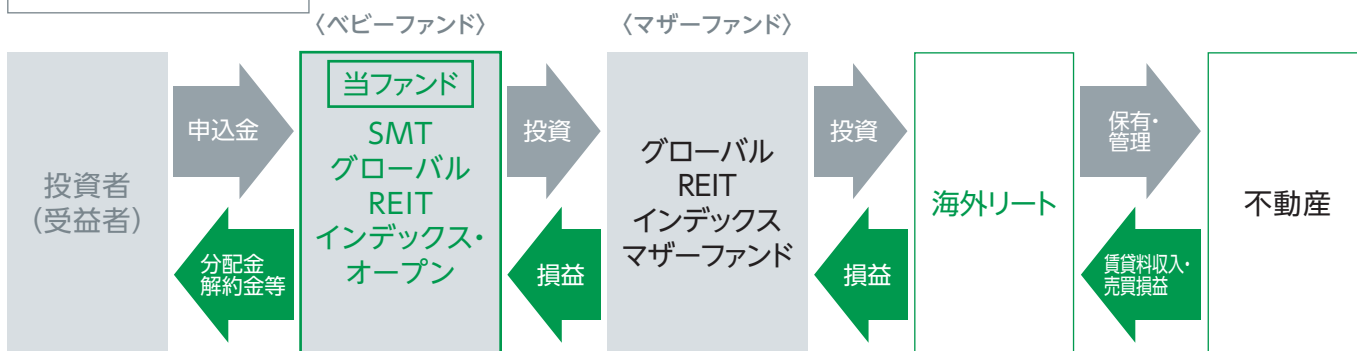 〈ベビーファンド〉
〈マザーファンド〉
投資者
(受益者)
申込金
分配金
解約金等
当ファンド
SMT
グローバル
REIT
インデックス・
オープン
投資
損益
グローバル
REIT
インデックス
マザーファンド
投資
損益
海外リート
保有・
管理
賃貸料収入・
売買損益
不動産